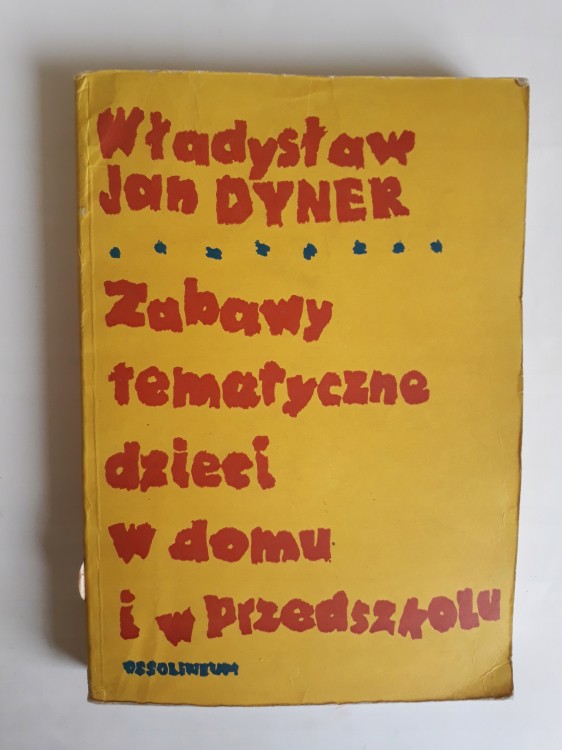 Władysław
Jan DYNER
Zabawy
tematyczne
dzieci
w domu
i w przedszkolu
OSSOLINEUM